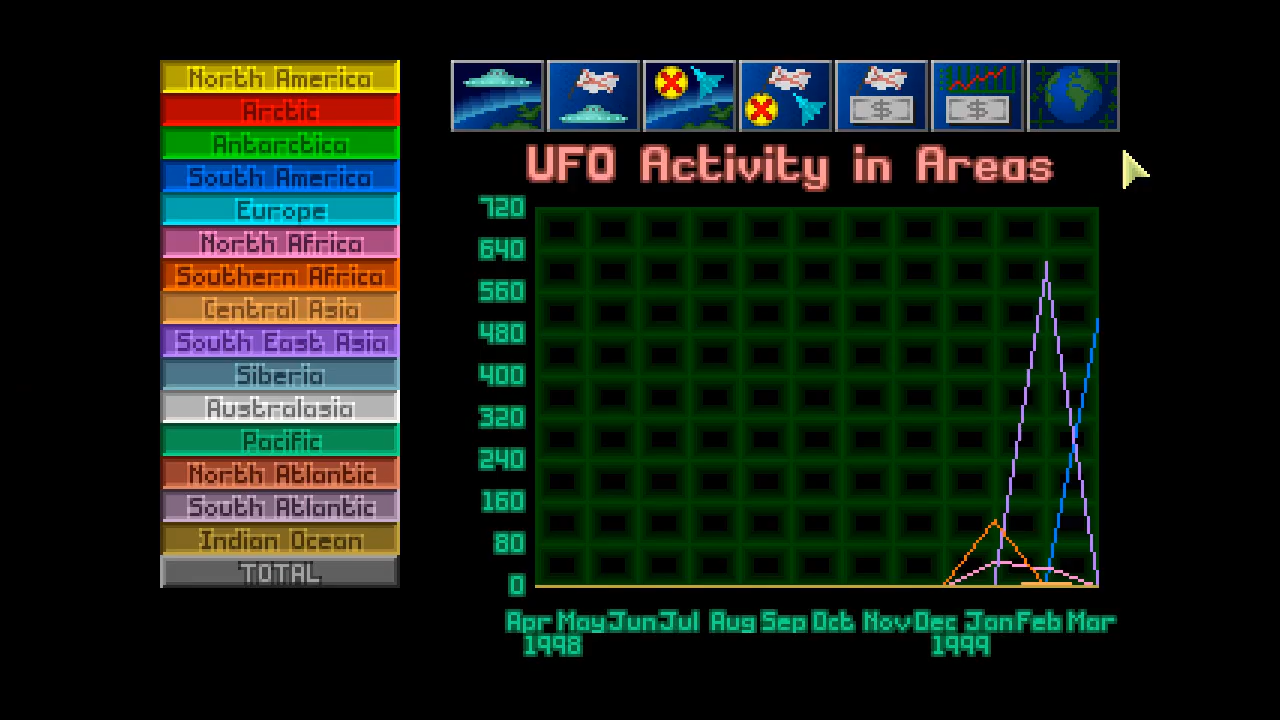 North America
Arctic
Antarctica
South America
Europe
North Africa
Southern Africa
Central Asia
South East Asia
Siberia
Australasia
Pacific
North Atlantic
South Atlantic
Indian Ocean
TOTAL
$ $
UFO Activity in Areas
720
640
560
480
400
320
240
160
80
0
Apr May Jun Jul Aug Sep Oct Nov Dec Jan Feb Mar
1998 1999